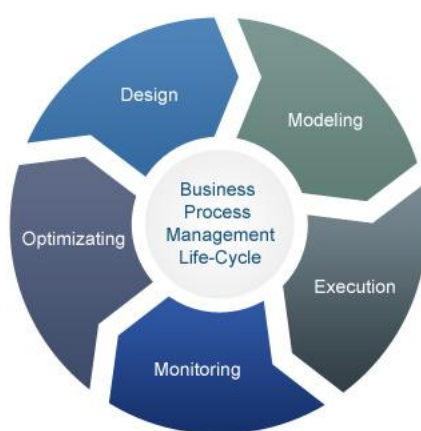 Design
Modeling
Business
Process
Management
Life-Cycle
Optimizating
Execution
Monitoring